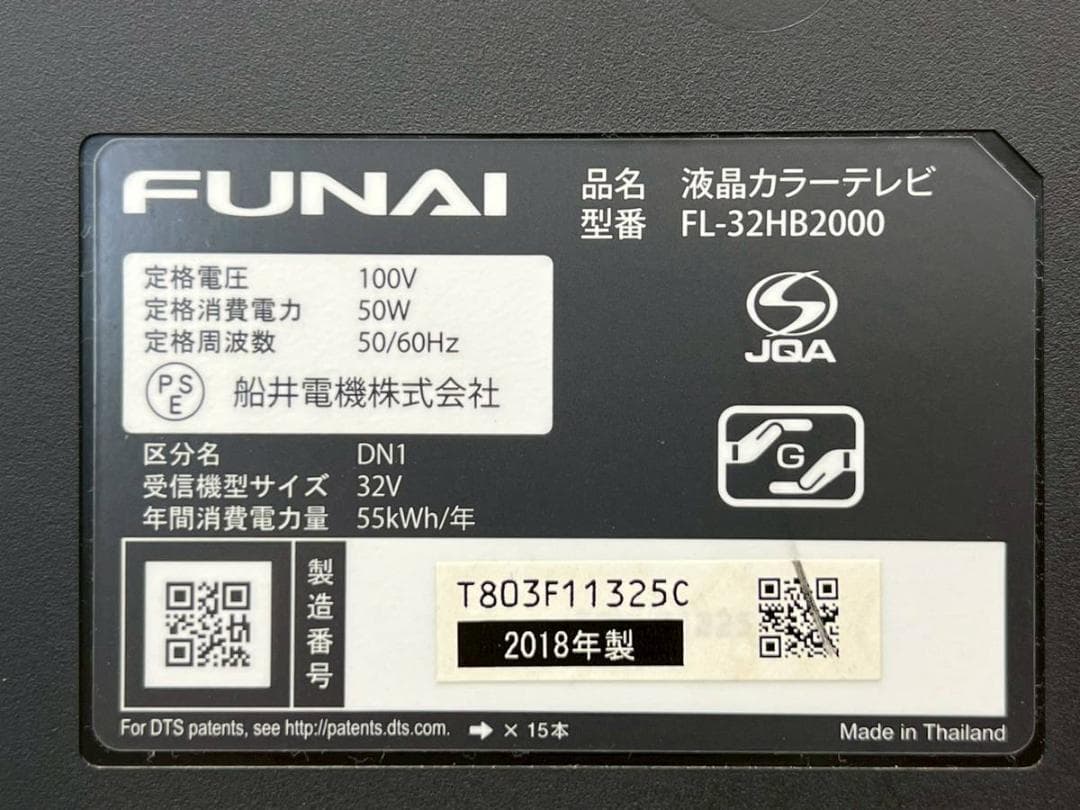 FUNAI
品名 液晶カラーテレビ
型番 FL-32HB2000
定格電圧 100V
定格消費電力 50W
定格周波数 50/60Hz
PSE 船井電機株式会社
JQA
G
区分名 DN1
受信機型サイズ 32V
年間消費電力量 55kWh/年
製造番号
T803F11325C
2018年製
For DTS patents, see http://patents.dts.com. ➡ × 15本
Made in Thailand